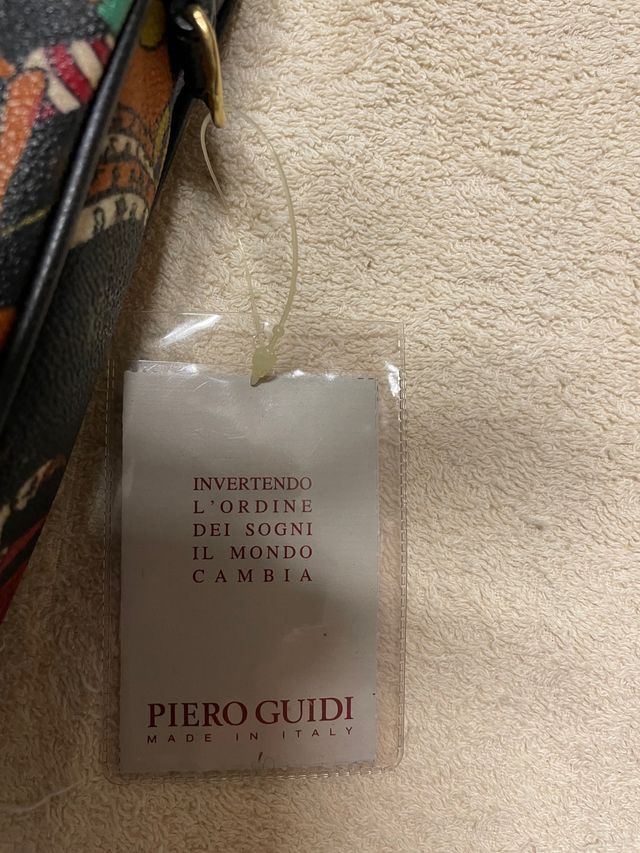 INVERTENDO
L'ORDINE
DEI SOGNI
IL MONDO
CAMBIA
PIERO GUIDI
MADE IN ITALY